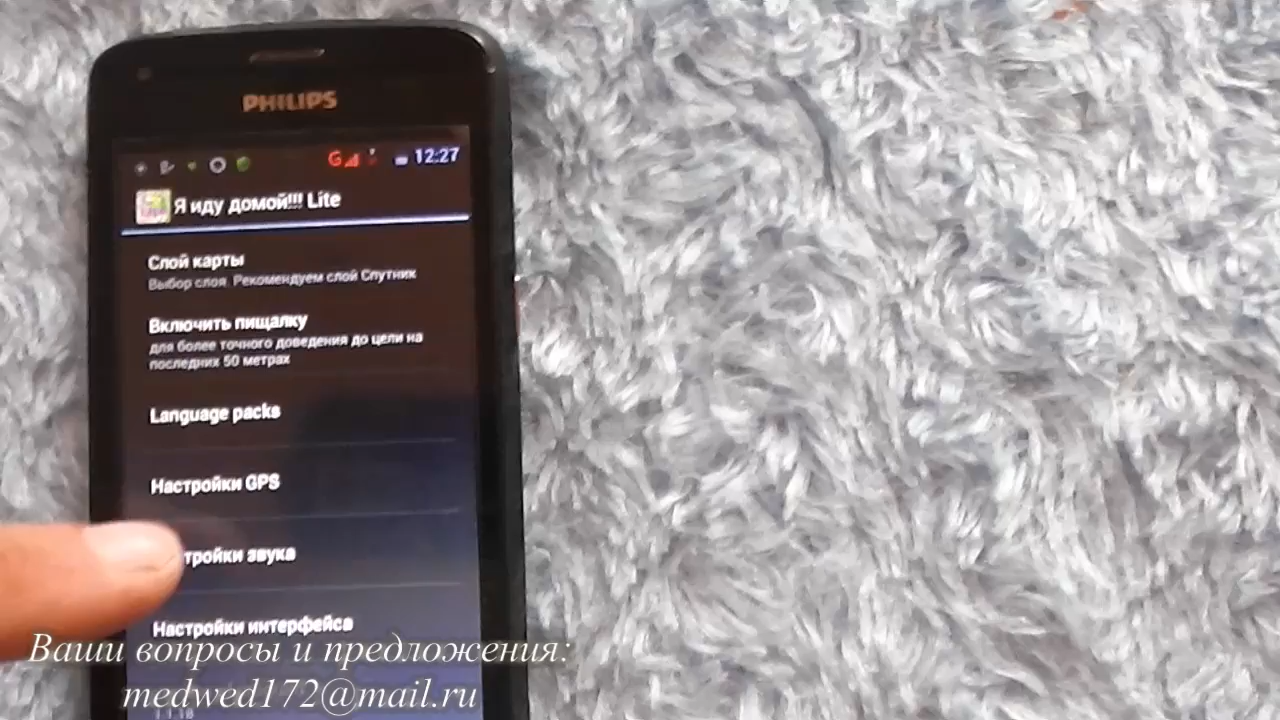 PHILIPS
G 12:27
Я иду домой!!! Lite
Слой карты
Выбор слоя. Рекомендуем слой Спутник
Включить пищалку
для более точного доведения до цели на
последних 50 метрах
Language packs
Настройки GPS
тройки звука
Настройки интерфейса
Ваши вопросы и предложения:
medwed172@mail.ru